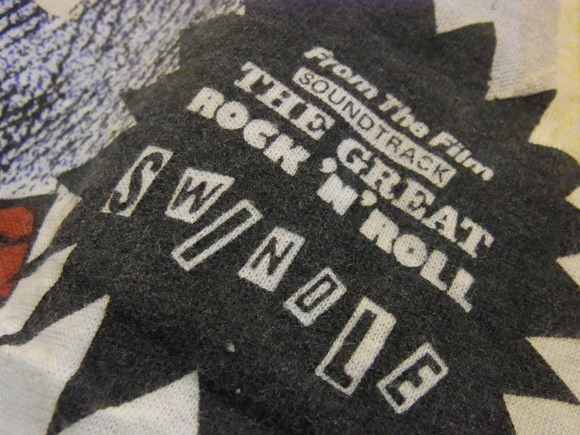 From The Film
SOUNDTRACK
THE GREAT
ROCK 'N' ROLL
SWINDLE